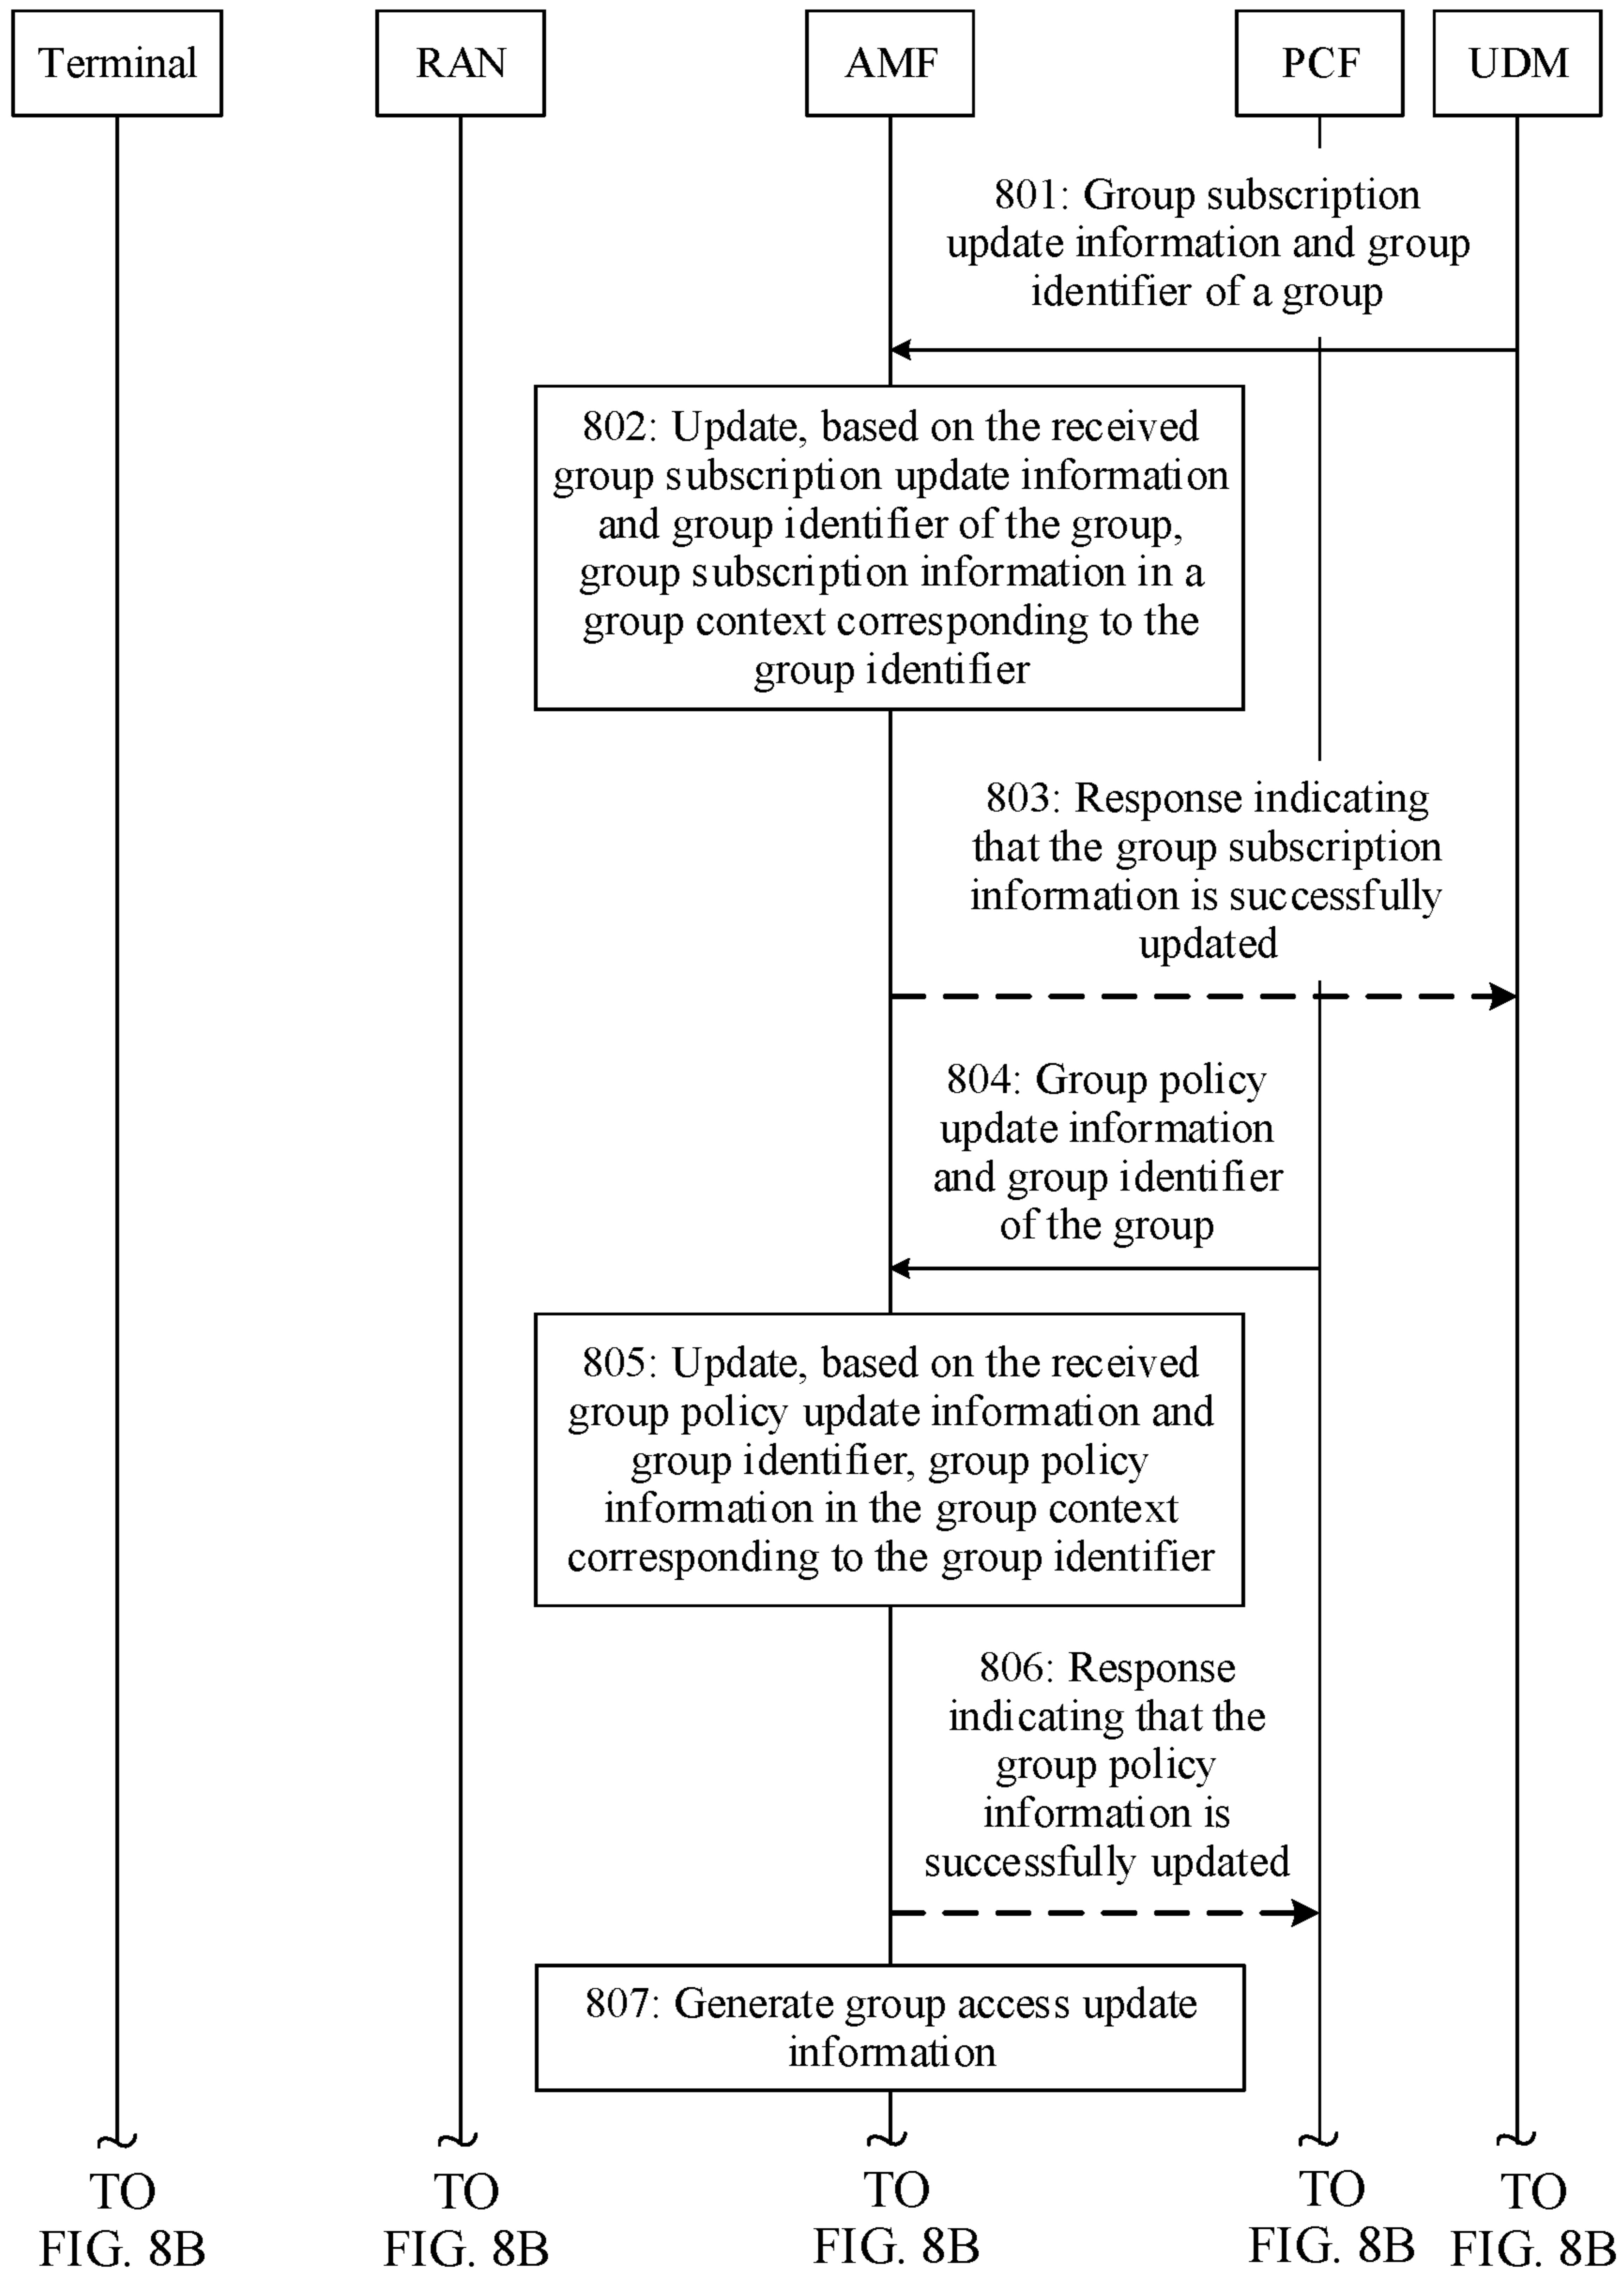 Terminal
RAN
AMF
PCF
UDM
801: Group subscription
update information and group
identifier of a group
802: Update, based on the received
group subscription update information
and group identifier of the group,
group subscription information in a
group context corresponding to the
group identifier
803: Response indicating
that the group subscription
information is successfully
updated
804: Group policy
update information
and group identifier
of the group
805: Update, based on the received
group policy update information and
group identifier, group policy
information in the group context
corresponding to the group identifier
806: Response
indicating that the
group policy
information is
successfully updated
807: Generate group access update
information
TO
FIG. 8B
TO
FIG. 8B
TO
FIG. 8B
TO
FIG. 8B
TO
FIG. 8B